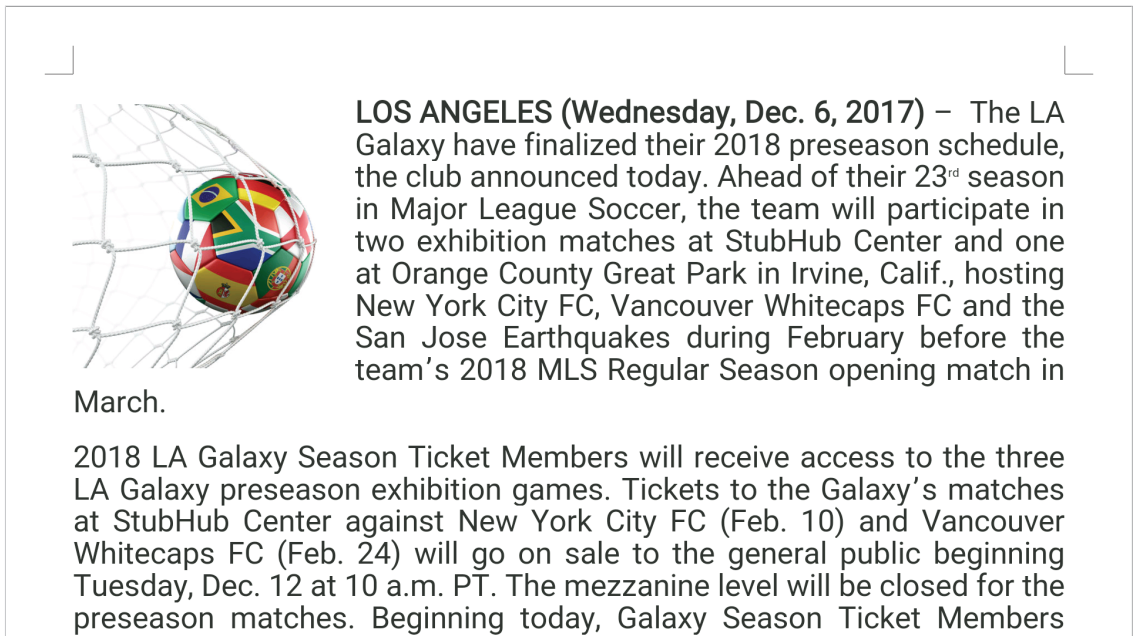 LOS ANGELES (Wednesday, Dec. 6, 2017) – The LA
Galaxy have finalized their 2018 preseason schedule,
the club announced today. Ahead of their 23rd season
in Major League Soccer, the team will participate in
two exhibition matches at StubHub Center and one
at Orange County Great Park in Irvine, Calif., hosting
New York City FC, Vancouver Whitecaps FC and the
San Jose Earthquakes during February before the
team’s 2018 MLS Regular Season opening match in
March.
2018 LA Galaxy Season Ticket Members will receive access to the three
LA Galaxy preseason exhibition games. Tickets to the Galaxy’s matches
at StubHub Center against New York City FC (Feb. 10) and Vancouver
Whitecaps FC (Feb. 24) will go on sale to the general public beginning
Tuesday, Dec. 12 at 10 a.m. PT. The mezzanine level will be closed for the
preseason matches. Beginning today, Galaxy Season Ticket Members